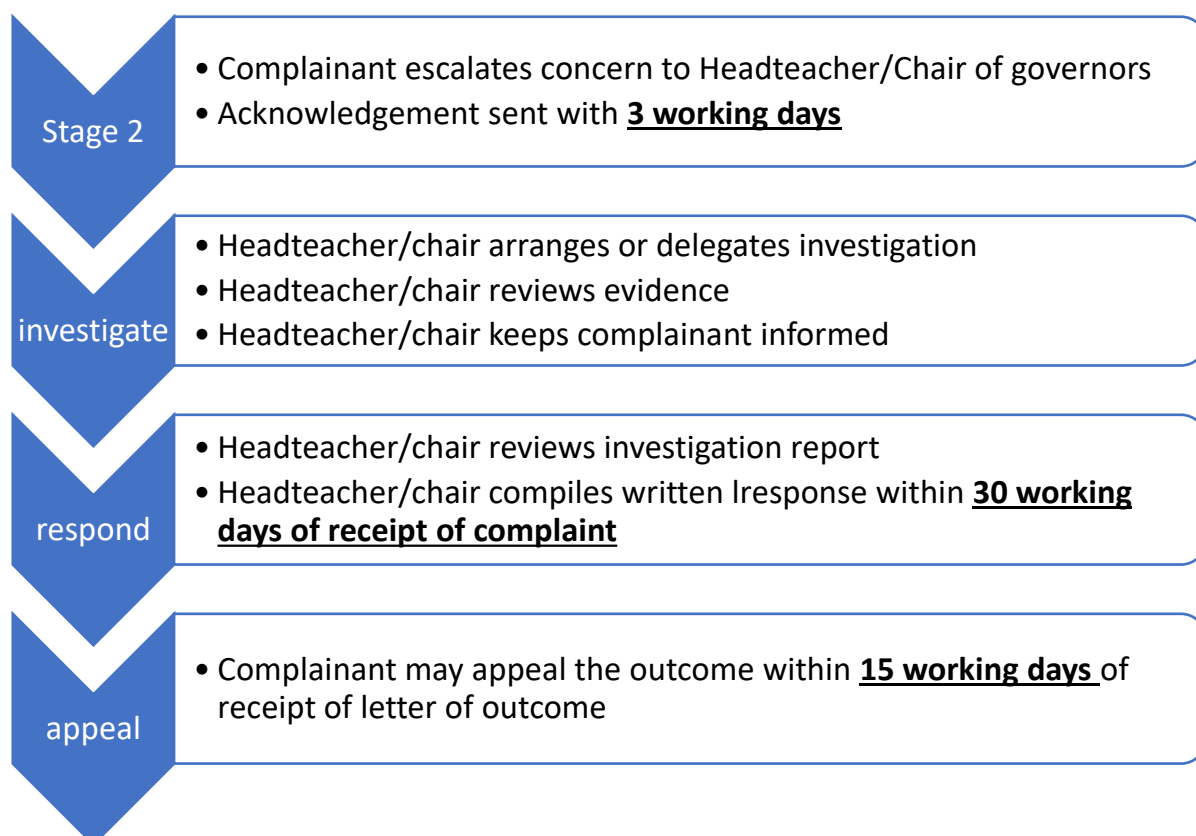 Stage 2
• Complainant escalates concern to Headteacher/Chair of governors
• Acknowledgement sent with 3 working days
investigate
• Headteacher/chair arranges or delegates investigation
• Headteacher/chair reviews evidence
• Headteacher/chair keeps complainant informed
respond
• Headteacher/chair reviews investigation report
• Headteacher/chair compiles written lresponse within 30 working
days of receipt of complaint
appeal
• Complainant may appeal the outcome within 15 working days of
receipt of letter of outcome